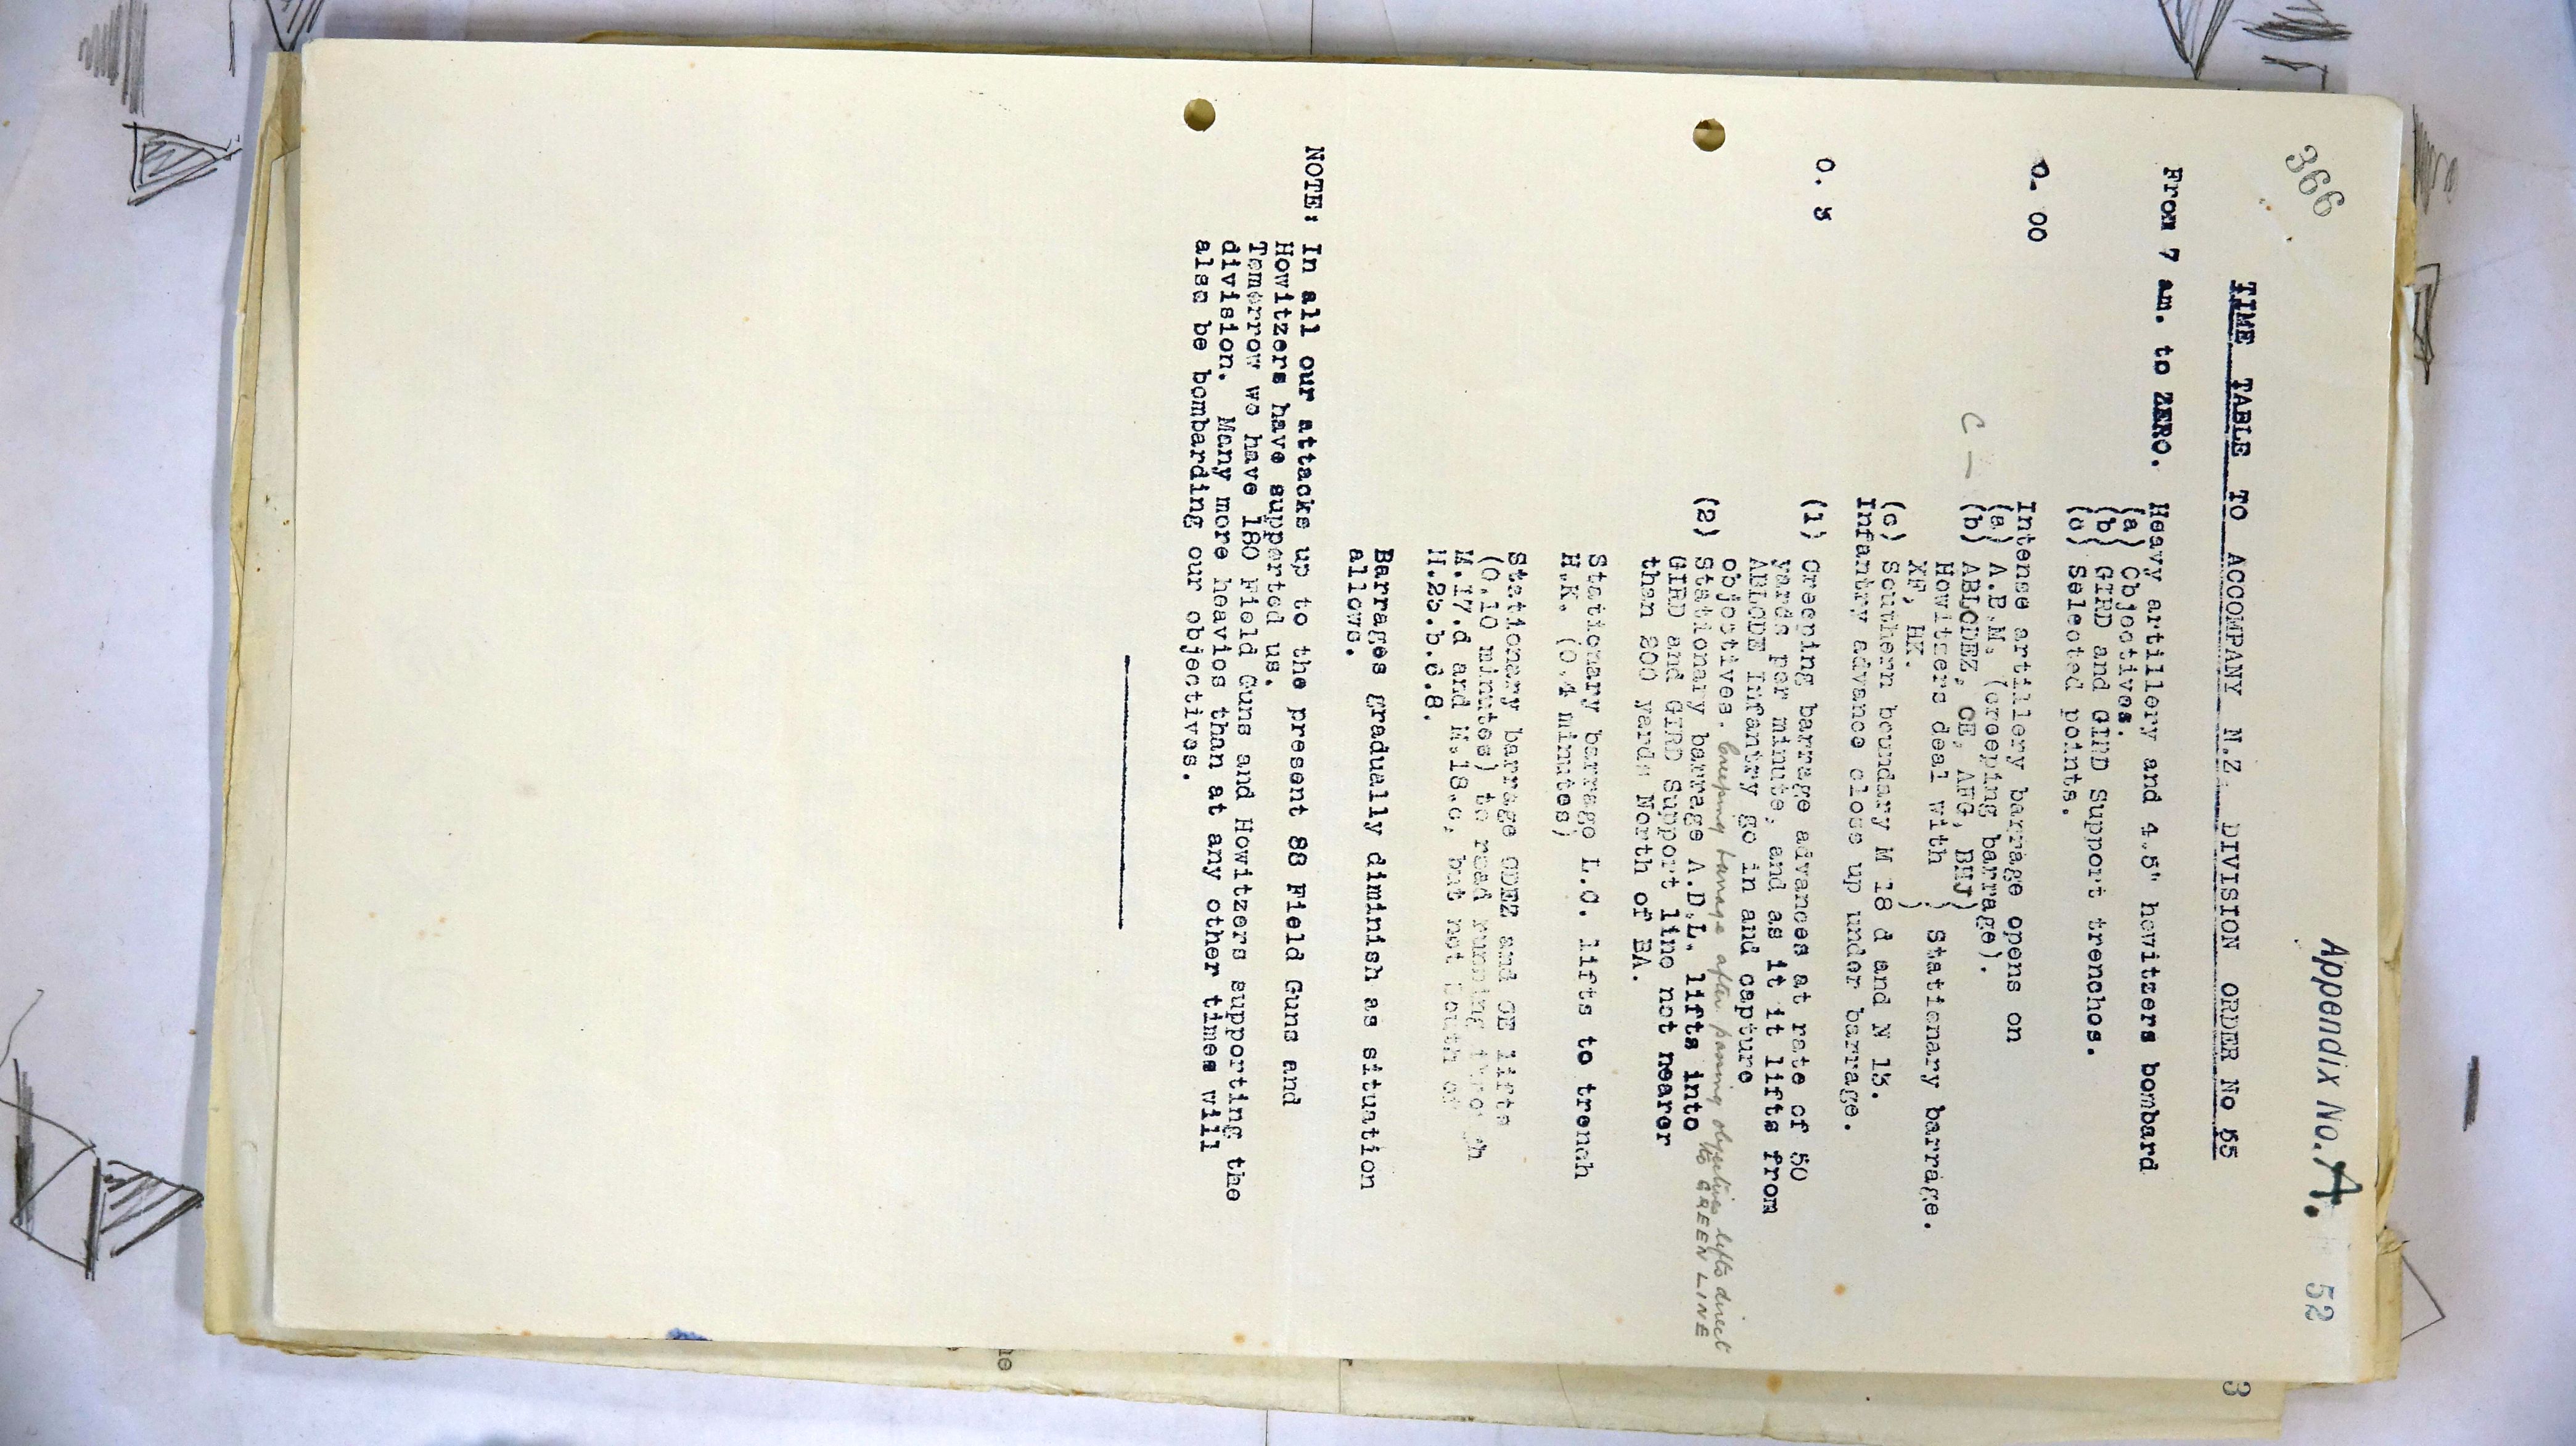 366
Appendix No. A.
52
TIME TABLE TO ACCOMPANY N.Z. DIVISION ORDER No 55
From 7 am. to ZERO. Heavy artillery and 4.5" howitzers bombard
(a) Objectives.
(b) GIRD and GIRD Support trenches.
(c) Selected points.
0. 00 Intense artillery barrage opens on
(a) A.B.M. (creeping barrage).
C — (b) ABLODEZ, OE, AFG, BHJ)
Howitzers deal with } Stationary barrage.
XF, HK. )
(c) Southern boundary M 18 d and N 13.
Infantry advance close up under barrage.
0. 3 (1) Creeping barrage advances at rate of 50
yards per minute, and as it it lifts from
ABLODE Infantry go in and capture
objectives. Creeping barrage after passing objectives lifts direct
to GREEN LINE
(2) Stationary barrage A.D.L. lifts into
GIRD and GIRD Support line not nearer
than 200 yards North of BA.
Stationary barrage L.O. lifts to trench
H.K. (0.4 minutes)
Stationary barrage ODEZ and OE lifts
(0.10 minutes) to road running through
M.17.d and M.18.c, but not South of
M.23.b.6.8.
Barrages gradually diminish as situation
allows.
NOTE: In all our attacks up to the present 88 Field Guns and
Howitzers have supported us.
Tomorrow we have 180 Field Guns and Howitzers supporting the
division. Many more heavies than at any other times will
also be bombarding our objectives.
3